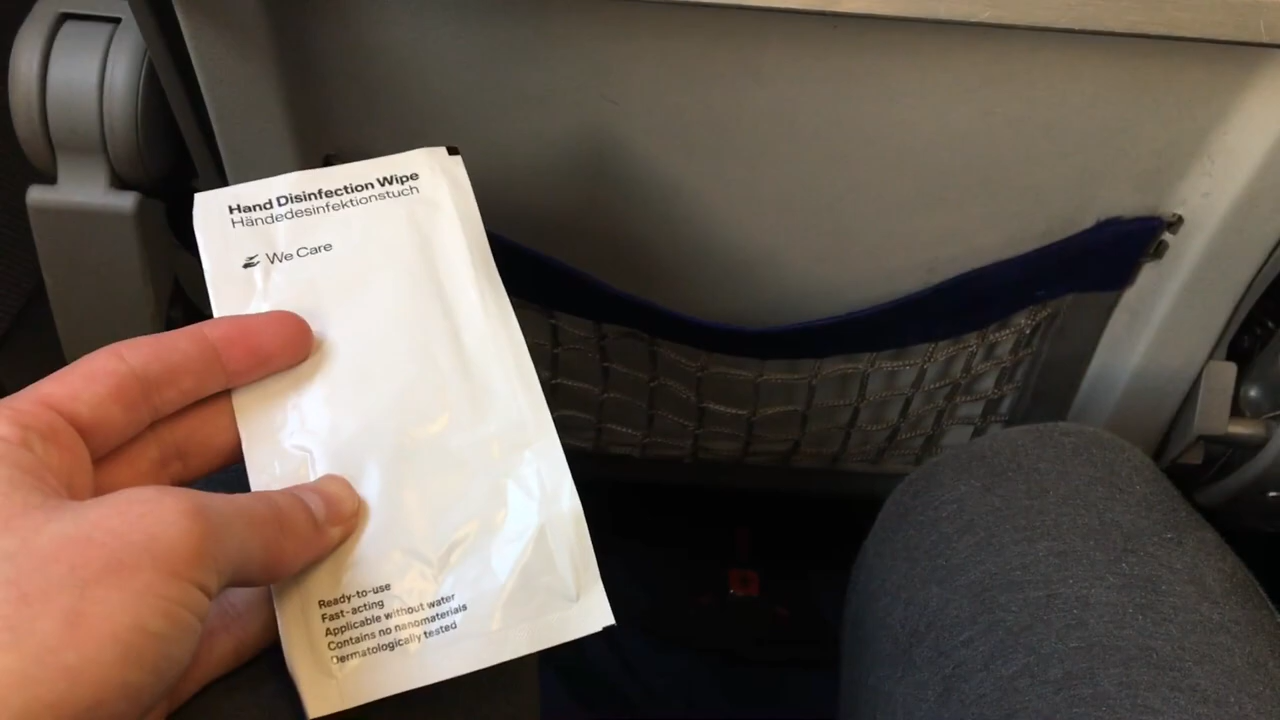 Hand Disinfection Wipe
Händedesinfektionstuch
We Care
Ready-to-use
Fast-acting
Applicable without water
Contains no nanomaterials
Dermatologically tested